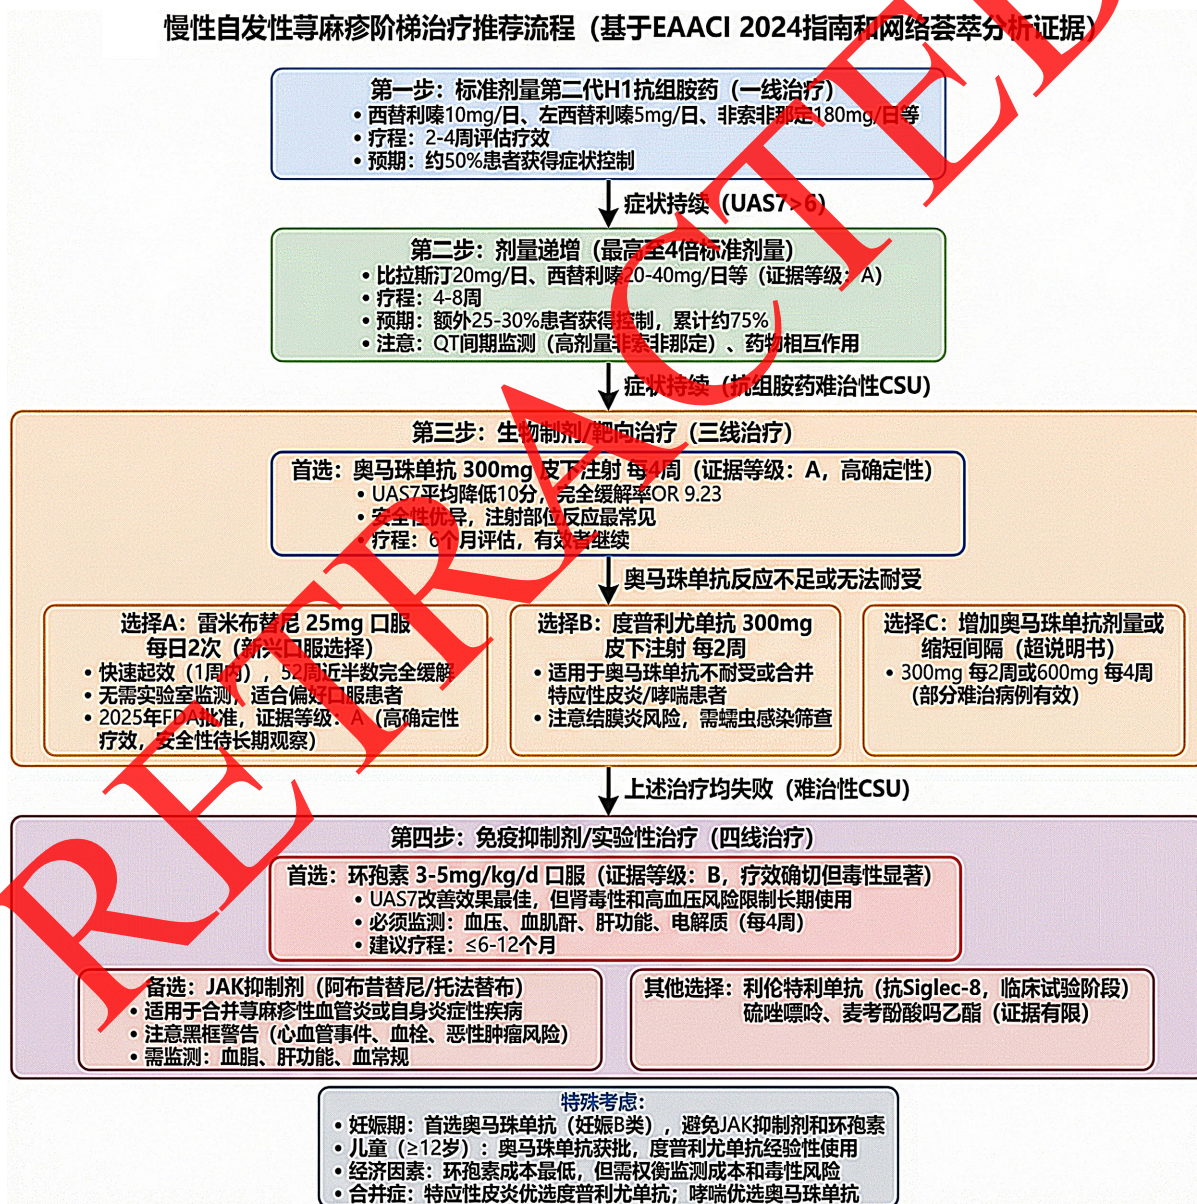 慢性自发性荨麻疹阶梯治疗推荐流程（基于EAACI 2024指南和网络荟萃分析证据）
第一步：标准剂量第二代H1抗组胺药（一线治疗）
• 西替利嗪10mg/日、左西替利嗪5mg/日、非索非那定180mg/日等
• 疗程：2-4周评估疗效
• 预期：约50%患者获得症状控制
症状持续（UAS7>6）
第二步：剂量递增（最高至4倍标准剂量）
• 比拉斯汀20mg/日、西替利嗪20-40mg/日等（证据等级：A）
• 疗程：4-8周
• 预期：额外25-30%患者获得控制，累计约75%
• 注意：QT间期监测（高剂量非索非那定）、药物相互作用
症状持续（抗组胺药难治性CSU）
第三步：生物制剂/靶向治疗（三线治疗）
首选：奥马珠单抗 300mg 皮下注射 每4周（证据等级：A，高确定性）
• UAS7平均降低10分，完全缓解率OR 9.23
• 安全性优异，注射部位反应最常见
• 疗程：6个月评估，有效者继续
奥马珠单抗反应不足或无法耐受
选择A：雷米布替尼 25mg 口服
每日2次（新兴口服选择）
• 快速起效（1周内），52周近半数完全缓解
• 无需实验室监测，适合偏好口服患者
• 2025年FDA批准，证据等级：A（高确定性
疗效，安全性待长期观察）
选择B：度普利尤单抗 300mg
皮下注射 每2周
• 适用于奥马珠单抗不耐受或合并
特应性皮炎/哮喘患者
• 注意结膜炎风险，需蠕虫感染筛查
选择C：增加奥马珠单抗剂量或
缩短间隔（超说明书）
• 300mg 每2周或600mg 每4周
（部分难治病例有效）
上述治疗均失败（难治性CSU）
第四步：免疫抑制剂/实验性治疗（四线治疗）
首选：环孢素 3-5mg/kg/d 口服（证据等级：B，疗效确切但毒性显著）
• UAS7改善效果最佳，但肾毒性和高血压风险限制长期使用
• 必须监测：血压、血肌酐、肝功能、电解质（每4周）
• 建议疗程：≤6-12个月
备选：JAK抑制剂（阿布昔替尼/托法替布）
• 适用于合并荨麻疹性血管炎或自身炎症性疾病
• 注意黑框警告（心血管事件、血栓、恶性肿瘤风险）
• 需监测：血脂、肝功能、血常规
其他选择：利伦特利单抗（抗Siglec-8，临床试验阶段）
硫唑嘌呤、麦考酚酸吗乙酯（证据有限）
特殊考虑：
• 妊娠期：首选奥马珠单抗（妊娠B类），避免JAK抑制剂和环孢素
• 儿童（≥12岁）：奥马珠单抗获批，度普利尤单抗经验性使用
• 经济因素：环孢素成本最低，但需权衡监测成本和毒性风险
• 合并症：特应性皮炎优选度普利尤单抗；哮喘优选奥马珠单抗
RETRACTED